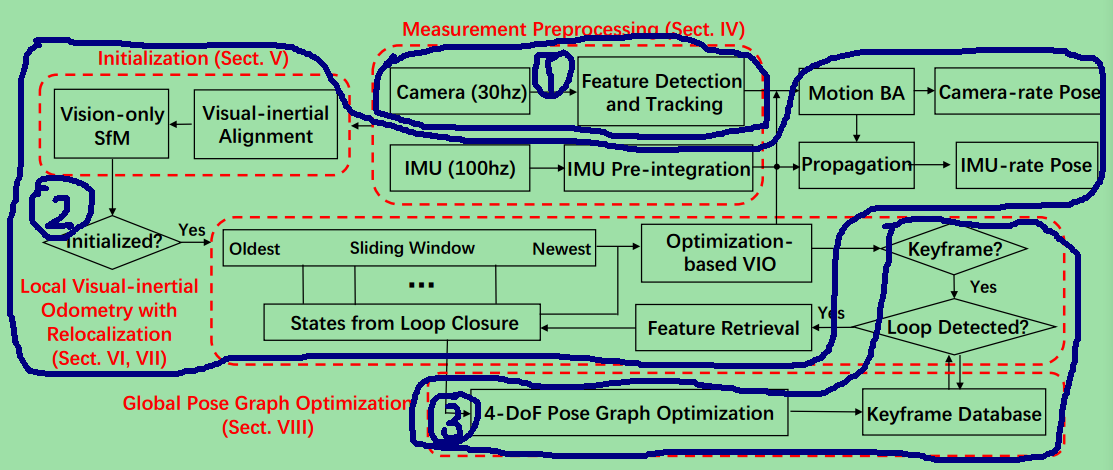 Measurement Preprocessing (Sect. IV)
Initialization (Sect. V)
1
Camera (30hz)
Feature Detection
and Tracking
Motion BA
Camera-rate Pose
Vision-only
SfM
Visual-inertial
Alignment
IMU (100hz)
IMU Pre-integration
Propagation
IMU-rate Pose
2
Initialized?
Yes
Oldest
Sliding Window
Newest
Optimization-
based VIO
Keyframe?
Yes
...
Local Visual-inertial
Odometry with
Relocalization
(Sect. VI, VII)
States from Loop Closure
Feature Retrieval
Yes
Loop Detected?
Global Pose Graph Optimization
(Sect. VIII)
3
4-DoF Pose Graph Optimization
Keyframe Database